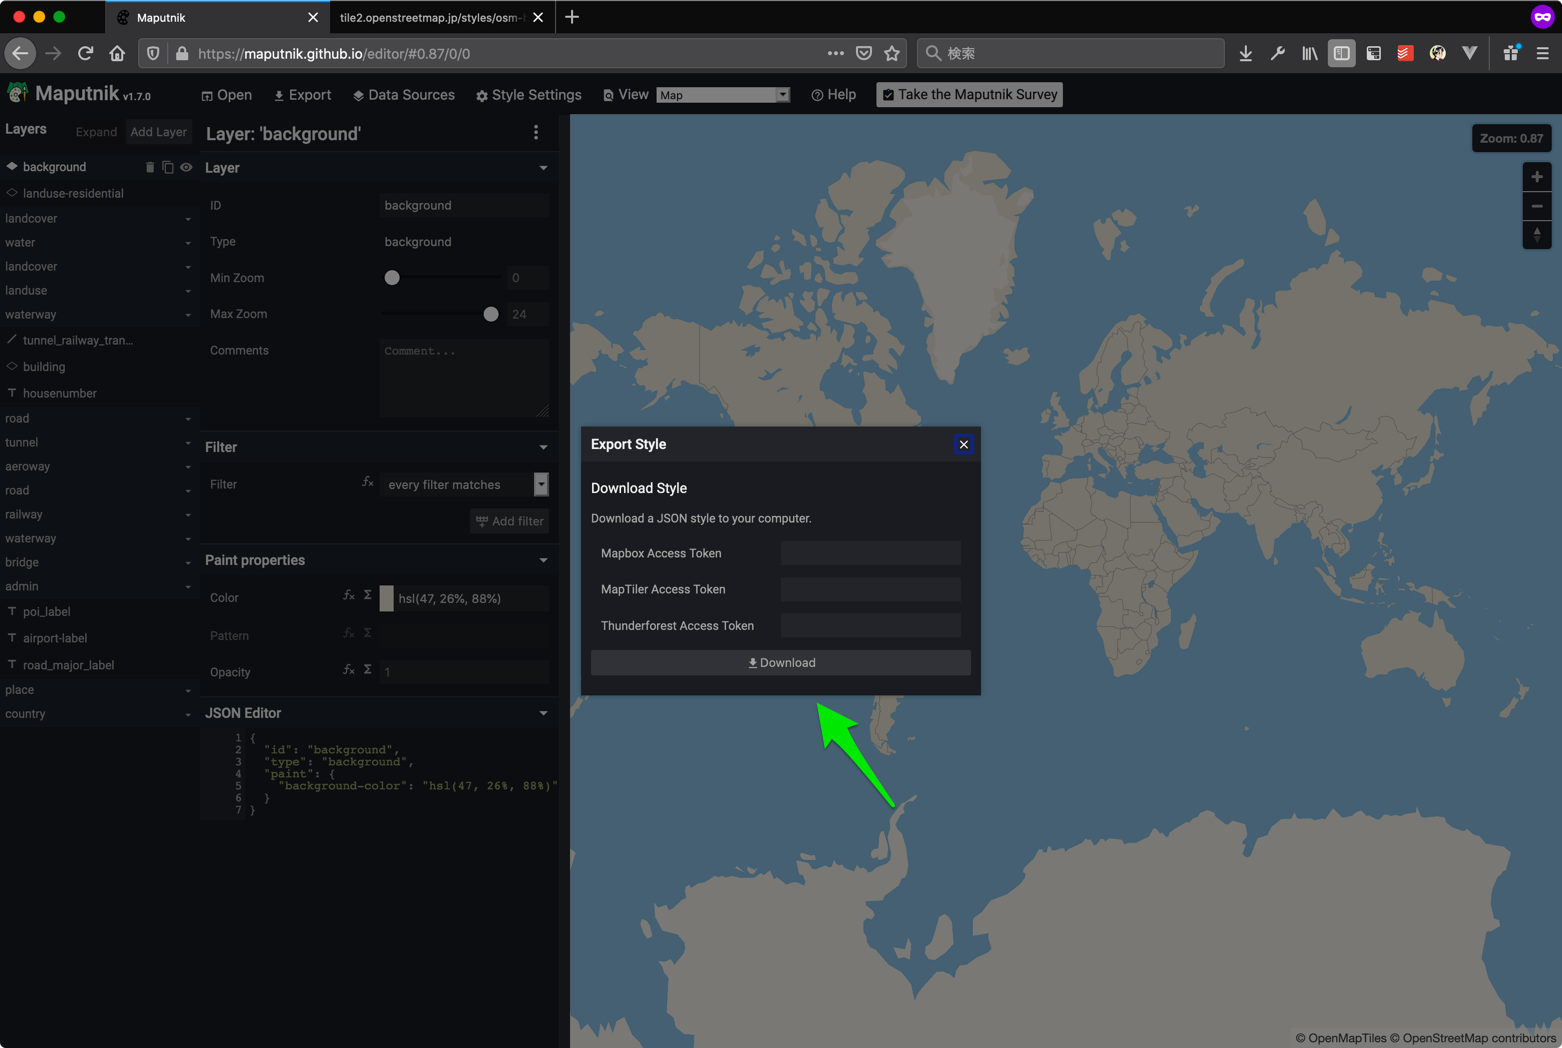 Maputnik
tile2.openstreetmap.jp/styles/osm-
https://maputnik.github.io/editor/#0.87/0/0
検索
Maputnik v1.7.0
Open
Export
Data Sources
Style Settings
View
Map
Help
Take the Maputnik Survey
Layers
Expand
Add Layer
background
landuse-residential
landcover
water
landcover
landuse
waterway
tunnel_railway_tran...
building
housenumber
road
tunnel
aeroway
road
railway
waterway
bridge
admin
poi_label
airport-label
road_major_label
place
country
Layer: 'background'
Layer
ID
background
Type
background
Min Zoom
0
Max Zoom
24
Comments
Comment...
Filter
Filter
every filter matches
Add filter
Paint properties
Color
hsl(47, 26%, 88%)
Pattern
Opacity
1
JSON Editor
1 {
2 "id": "background",
3 "type": "background",
4 "paint": {
5 "background-color": "hsl(47, 26%, 88%)"
6 }
7 }
Zoom: 0.87
Export Style
Download Style
Download a JSON style to your computer.
Mapbox Access Token
MapTiler Access Token
Thunderforest Access Token
Download
© OpenMapTiles © OpenStreetMap contributors